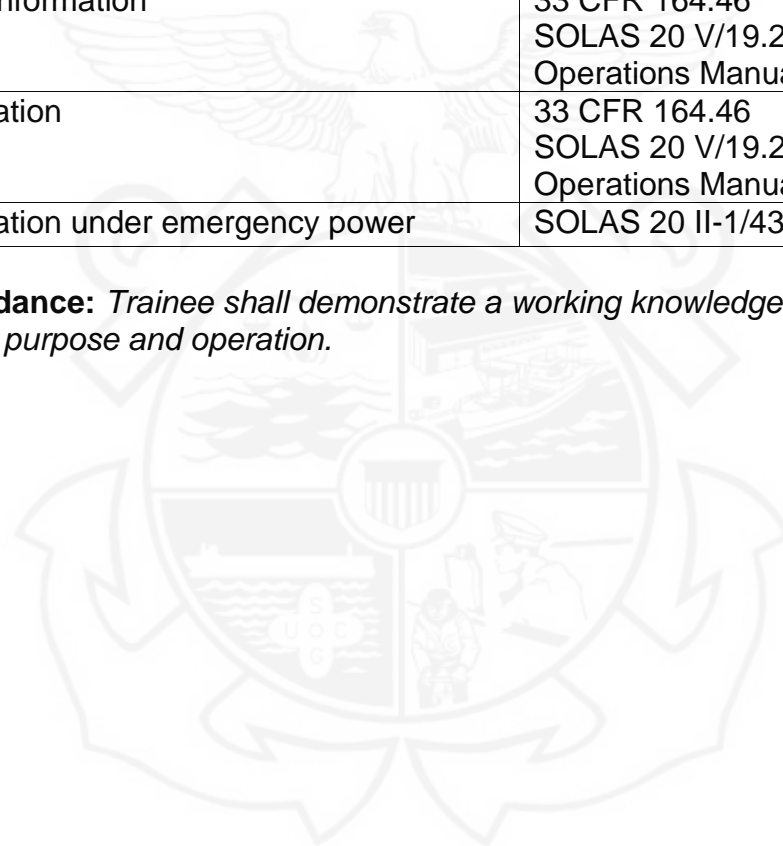 nformation
33 CFR 164.46
SOLAS 20 V/19.2
Operations Manua
ation
33 CFR 164.46
SOLAS 20 V/19.2
Operations Manua
ation under emergency power
SOLAS 20 II-1/43
dance: Trainee shall demonstrate a working knowledge
purpose and operation.
S
U O C
G